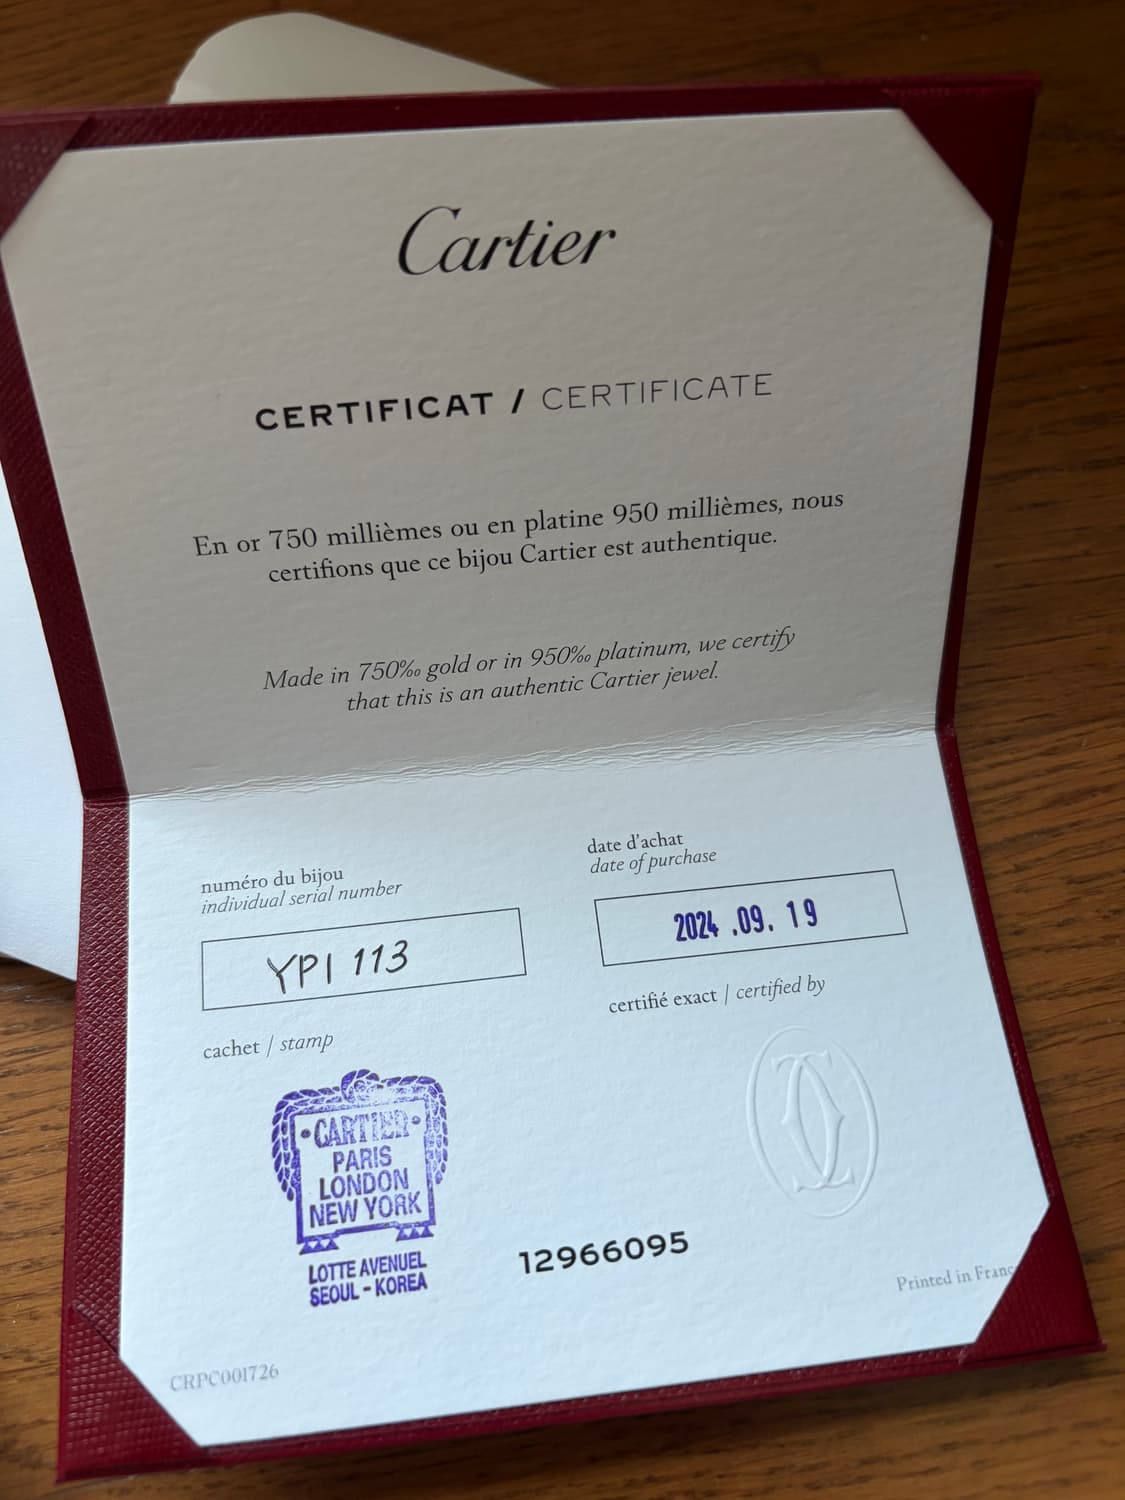 Cartier
CERTIFICAT / CERTIFICATE
En or 750 millièmes ou en platine 950 millièmes, nous
certifions que ce bijou Cartier est authentique.
Made in 750‰ gold or in 950‰ platinum, we certify
that this is an authentic Cartier jewel.
numéro du bijou
individual serial number
YPI 113
date d'achat
date of purchase
2024 .09. 19
cachet / stamp
certifié exact / certified by
CARTIER
PARIS
LONDON
NEW YORK
LOTTE AVENUEL
SEOUL - KOREA
12966095
Printed in Franc
CRPC001726